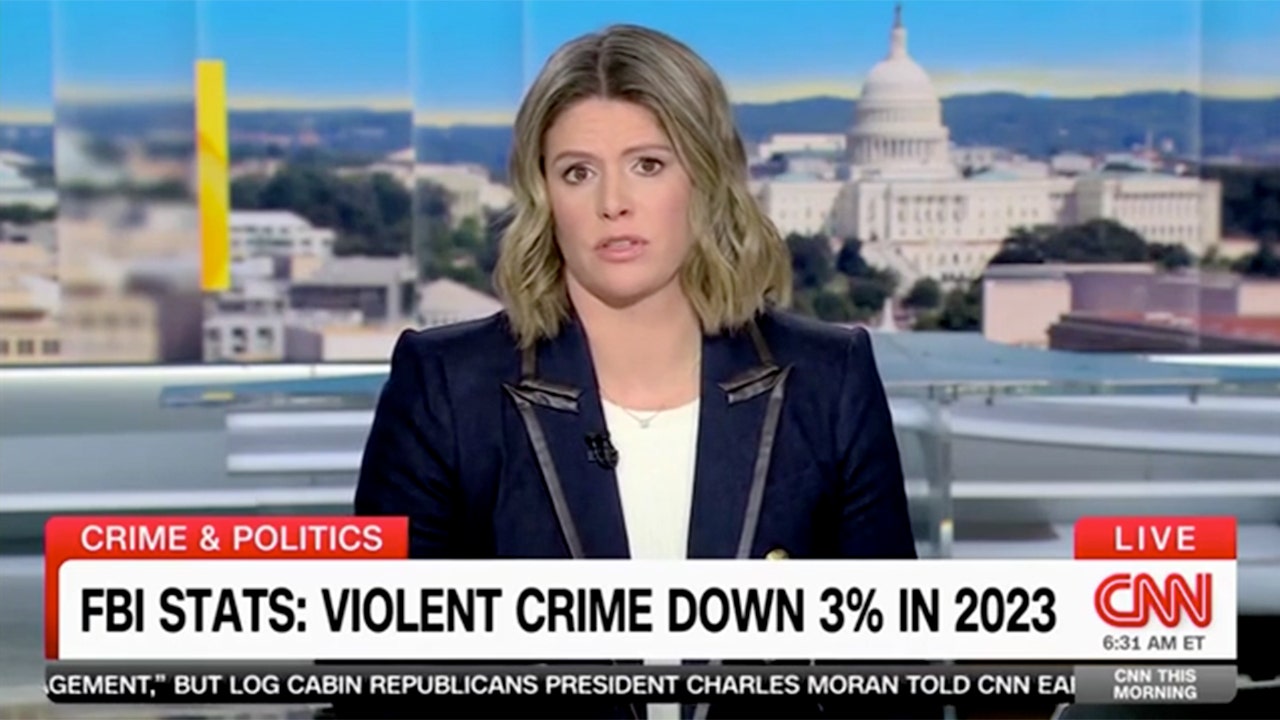 CRIME & POLITICS
LIVE
FBI STATS: VIOLENT CRIME DOWN 3% IN 2023
CNN
6:31 AM ET
GEMENT,” BUT LOG CABIN REPUBLICANS PRESIDENT CHARLES MORAN TOLD CNN EA
CNN THIS
MORNING